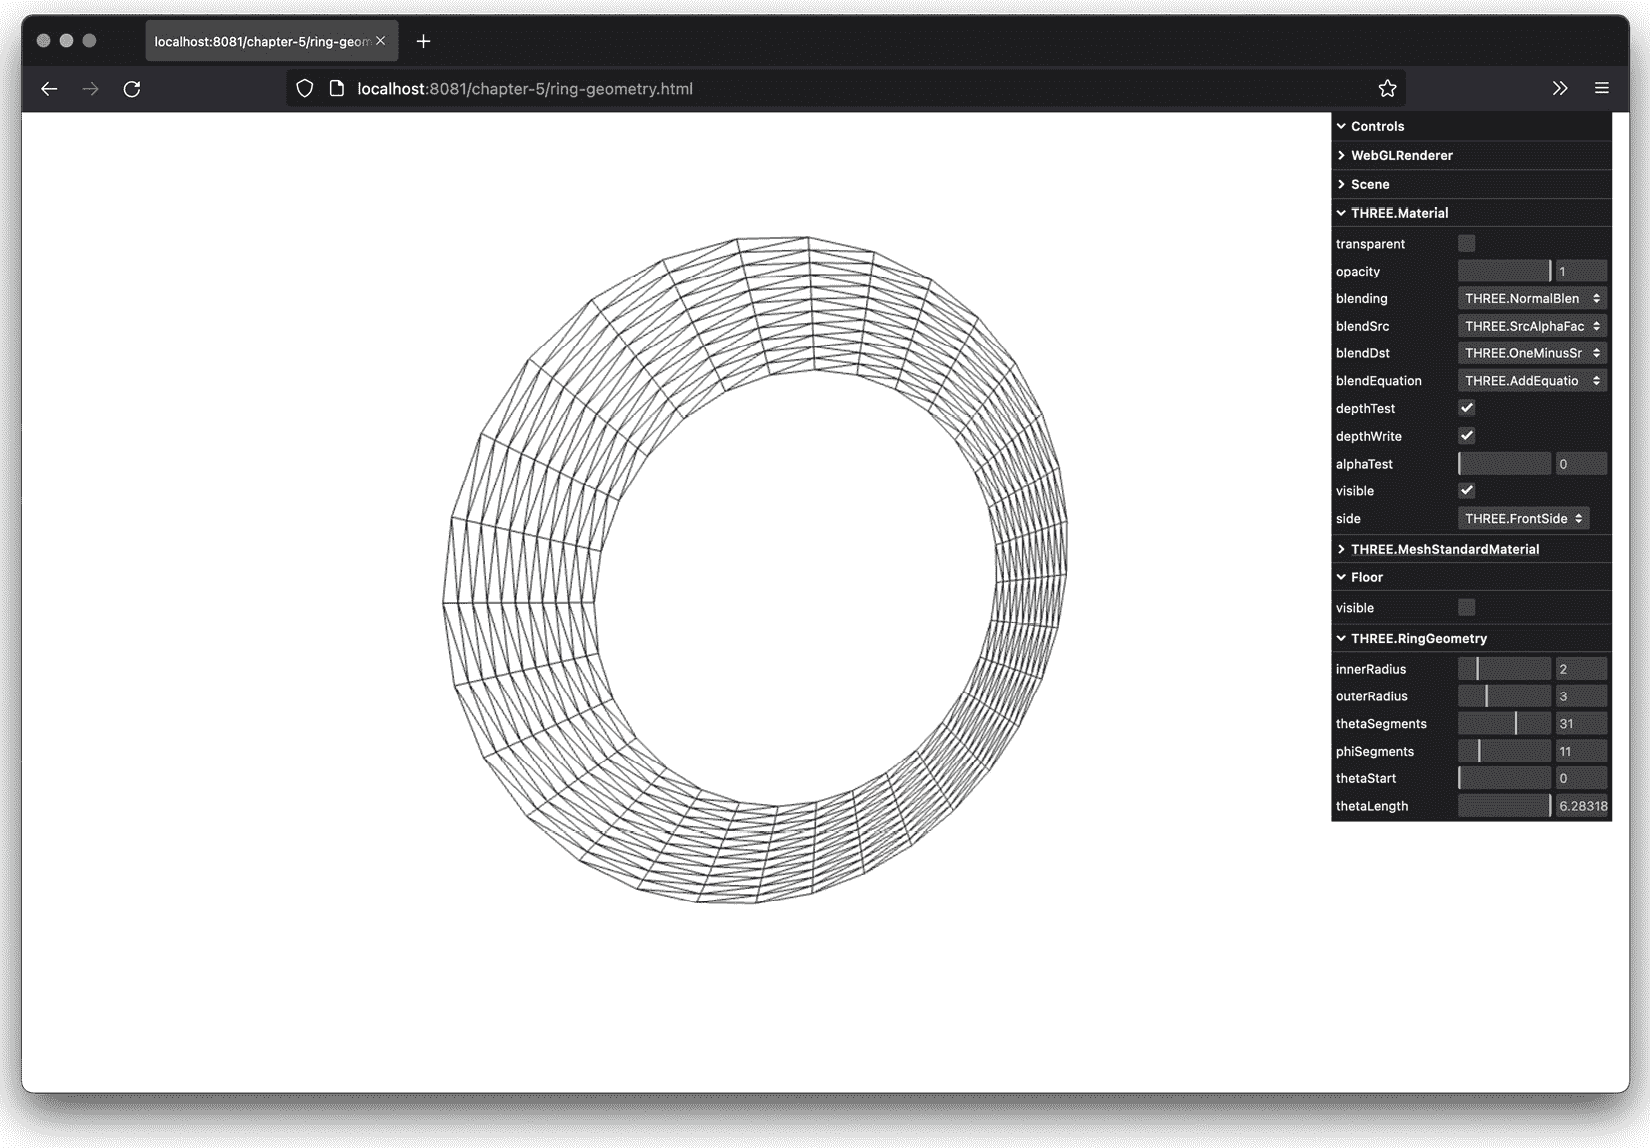 localhost:8081/chapter-5/ring-geom
localhost:8081/chapter-5/ring-geometry.html
Controls
WebGLRenderer
Scene
THREE.Material
transparent
opacity 1
blending THREE.NormalBlen
blendSrc THREE.SrcAlphaFac
blendDst THREE.OneMinusSr
blendEquation THREE.AddEquatio
depthTest
depthWrite
alphaTest 0
visible
side THREE.FrontSide
THREE.MeshStandardMaterial
Floor
visible
THREE.RingGeometry
innerRadius 2
outerRadius 3
thetaSegments 31
phiSegments 11
thetaStart 0
thetaLength 6.28318